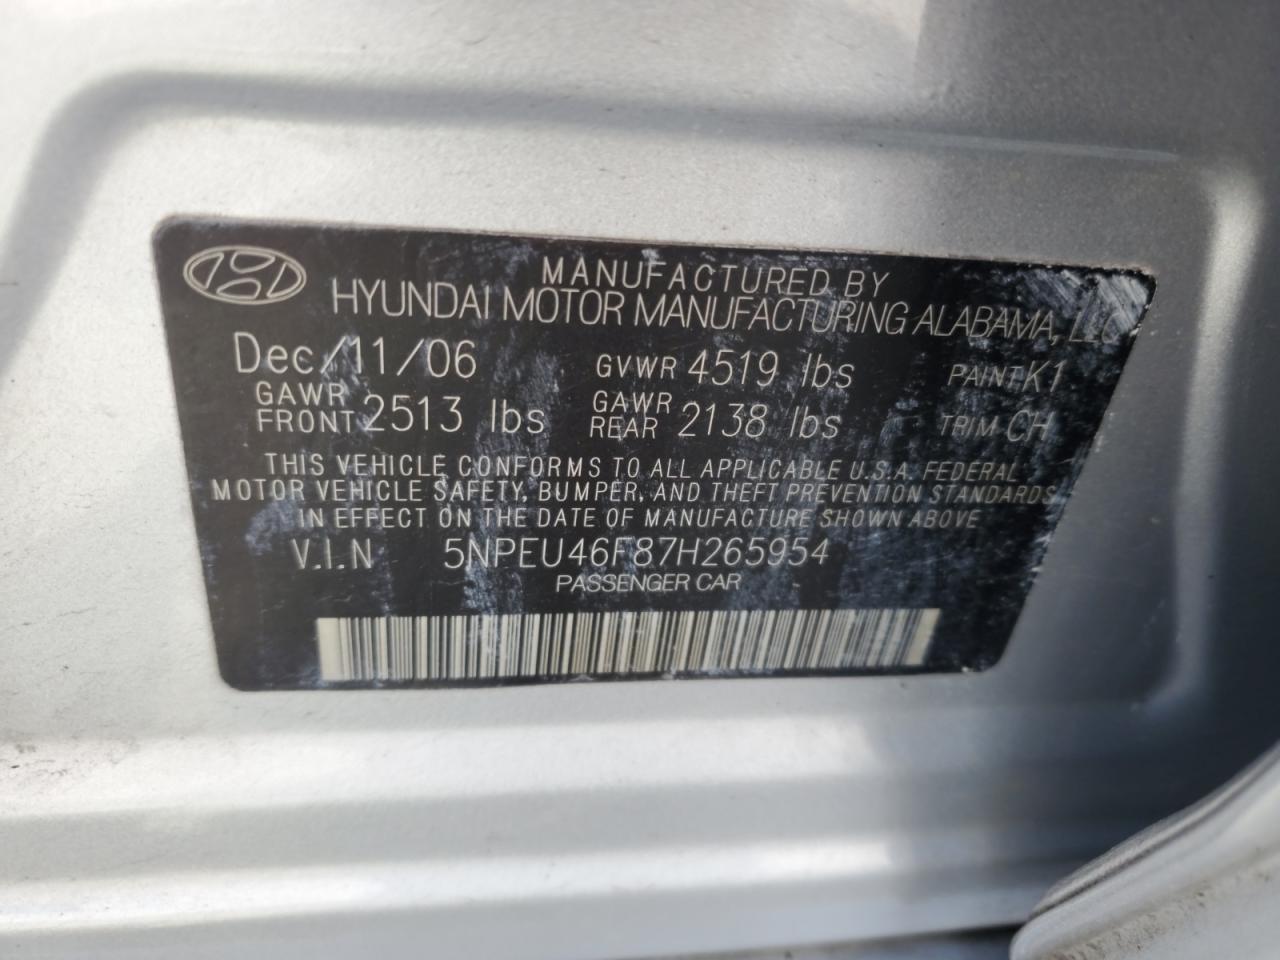 MANUFACTURED BY
HYUNDAI MOTOR MANUFACTURING ALABAMA, LLC
Dec/11/06 GVWR 4519 lbs PAINT K1
GAWR FRONT 2513 lbs GAWR REAR 2138 lbs TRIM CH
THIS VEHICLE CONFORMS TO ALL APPLICABLE U.S.A. FEDERAL
MOTOR VEHICLE SAFETY, BUMPER, AND THEFT PREVENTION STANDARDS
IN EFFECT ON THE DATE OF MANUFACTURE SHOWN ABOVE
V.I.N 5NPEU46F87H265954
PASSENGER CAR